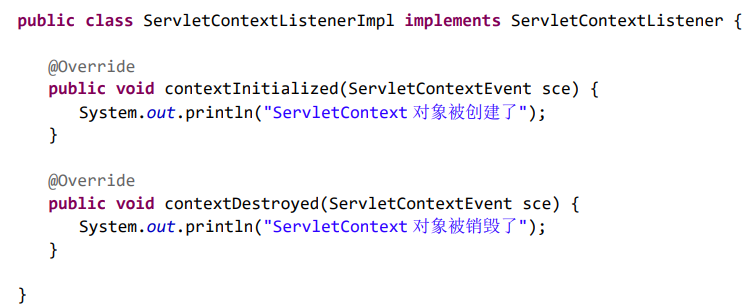 public class ServletContextListenerImpl implements ServletContextListener {
@Override
public void contextInitialized(ServletContextEvent sce) {
System.out.println("ServletContext 对象被创建了");
}
@Override
public void contextDestroyed(ServletContextEvent sce) {
System.out.println("ServletContext 对象被销毁了");
}
}